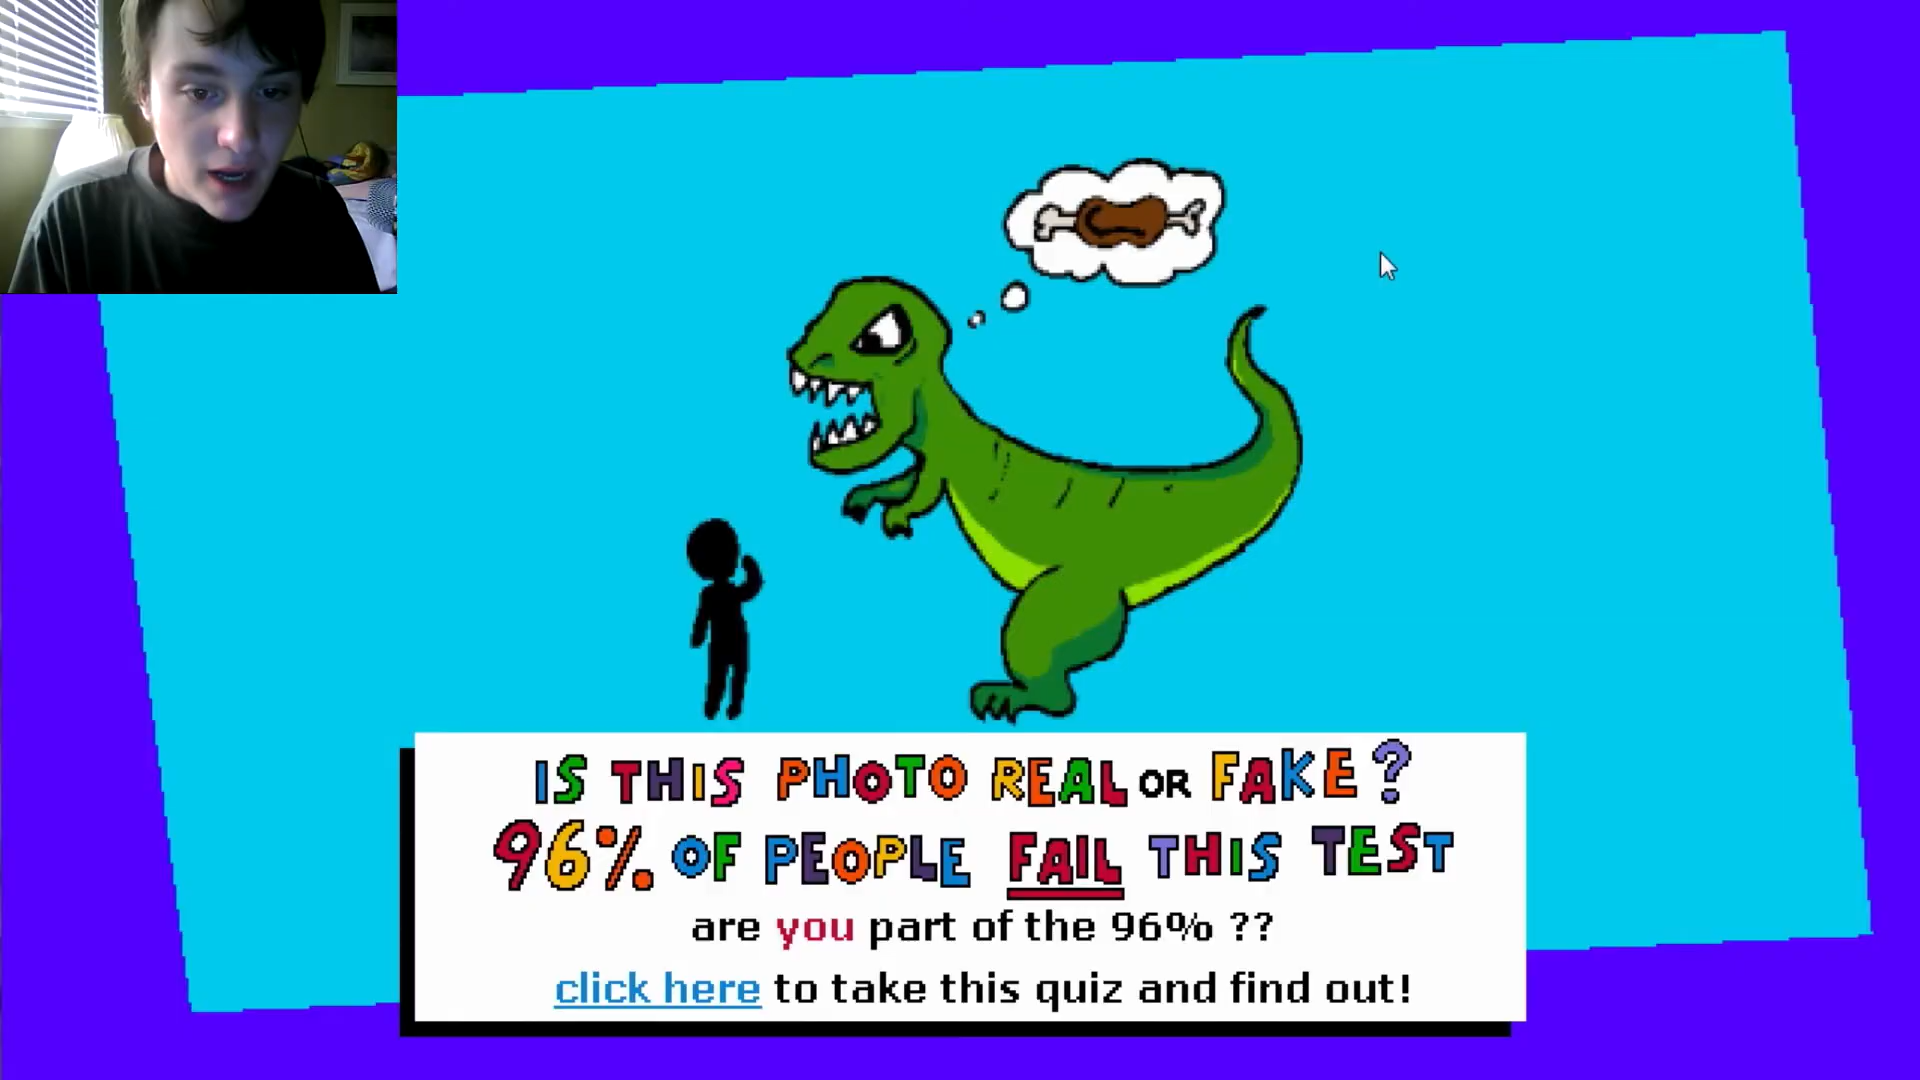 IS THIS PHOTO REAL OR FAKE?
96% OF PEOPLE FAIL THIS TEST
are you part of the 96% ??
click here to take this quiz and find out!